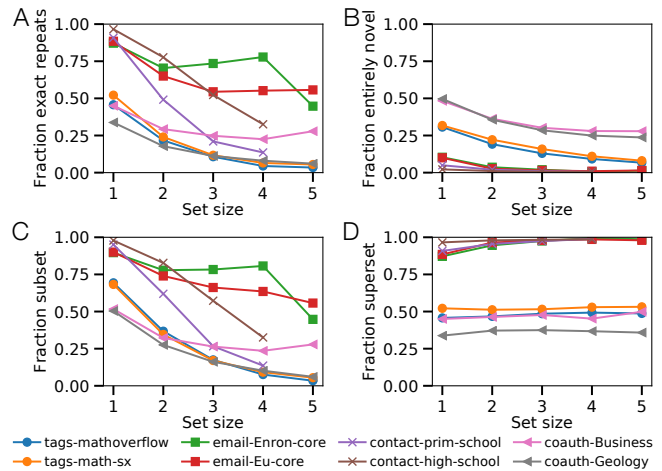 A
B
Fraction exact repeats
1.00
0.75
0.50
0.25
0.00
1 2 3 4 5
Set size
Fraction entirely novel
1.00
0.75
0.50
0.25
0.00
1 2 3 4 5
Set size
C
D
Fraction subset
1.00
0.75
0.50
0.25
0.00
1 2 3 4 5
Set size
Fraction superset
1.00
0.75
0.50
0.25
0.00
1 2 3 4 5
Set size
tags-mathoverflow
tags-math-sx
email-Enron-core
email-Eu-core
contact-prim-school
contact-high-school
coauth-Business
coauth-Geology